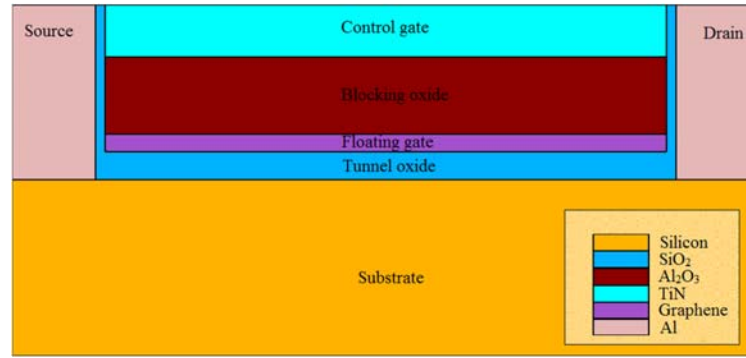 Source
Control gate
Drain
Blocking oxide
Floating gate
Tunnel oxide
Substrate
Silicon
SiO₂
Al₂O₃
TiN
Graphene
Al